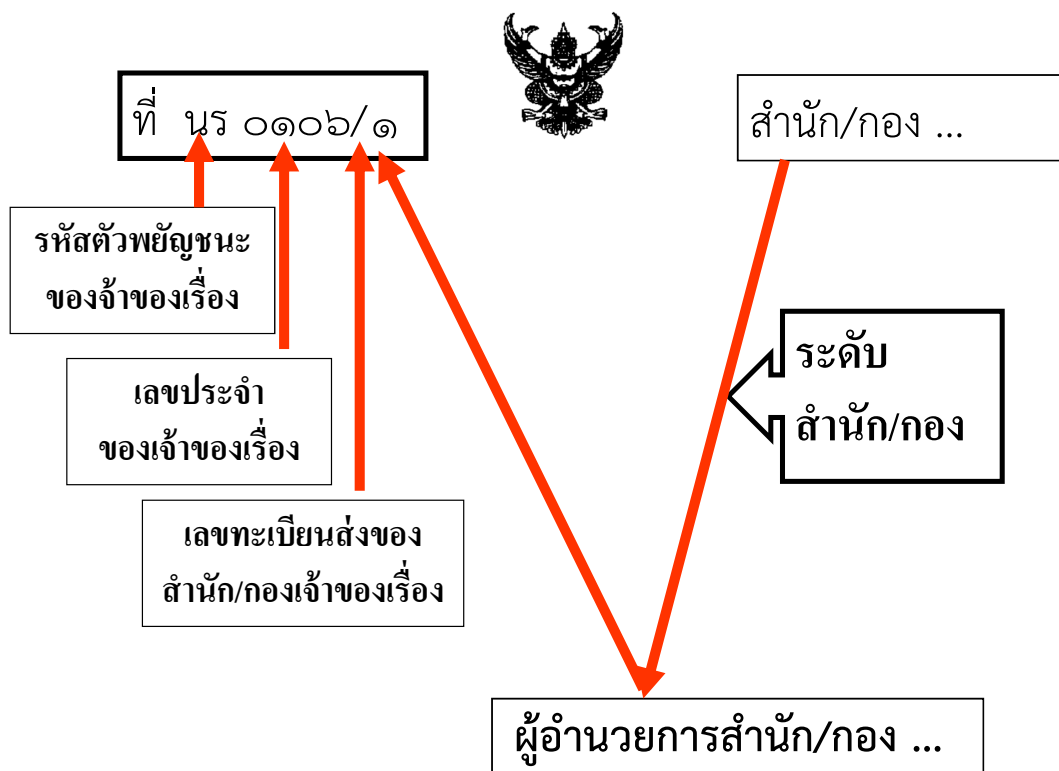 ที่ นร ๐๑๐๖/๑
สำนัก/กอง ...
รหัสตัวพยัญชนะ
ของจ้าของเรื่อง
เลขประจำ
ของเจ้าของเรื่อง
เลขทะเบียนส่งของ
สำนัก/กองเจ้าของเรื่อง
ระดับ
สำนัก/กอง
ผู้อำนวยการสำนัก/กอง ...